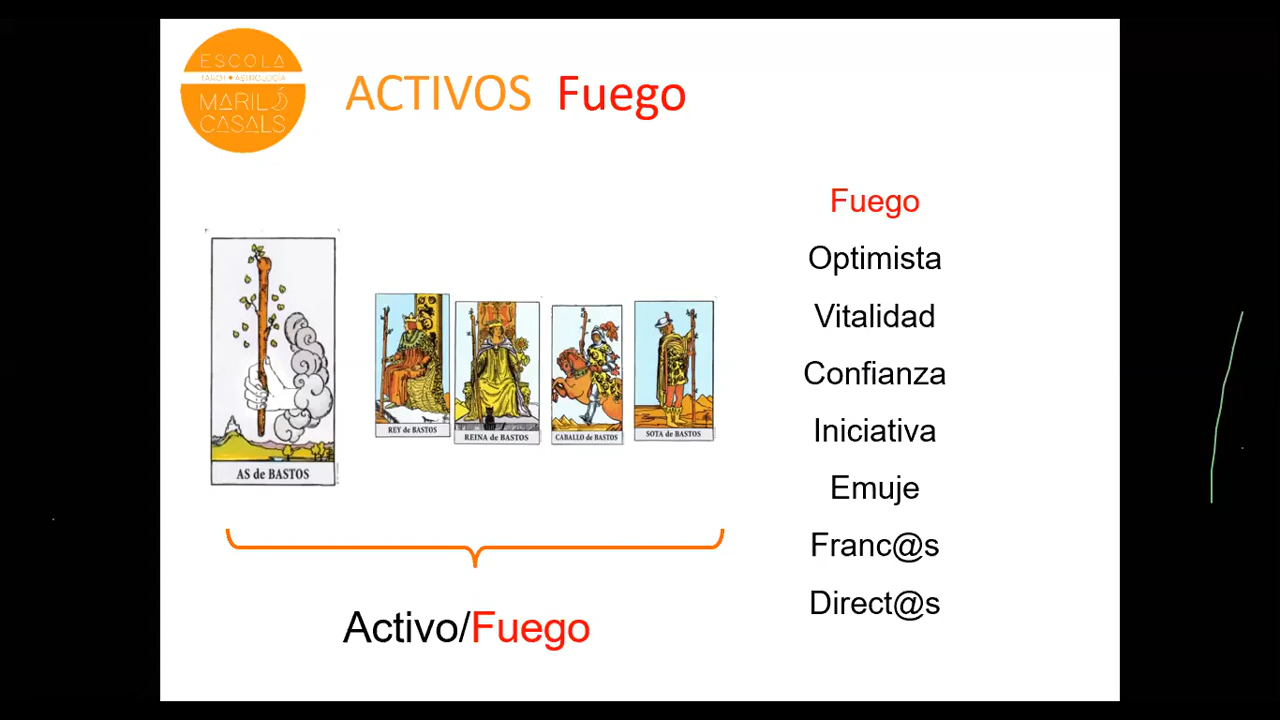 ESCOLA
TAROT • ASTROLOGÍA
MARILÓ
CASALS
ACTIVOS Fuego
Fuego
Optimista
Vitalidad
Confianza
Iniciativa
Emuje
Franc@s
Direct@s
AS de BASTOS
REY de BASTOS
REINA de BASTOS
CABALLO de BASTOS
SOTA de BASTOS
Activo/Fuego